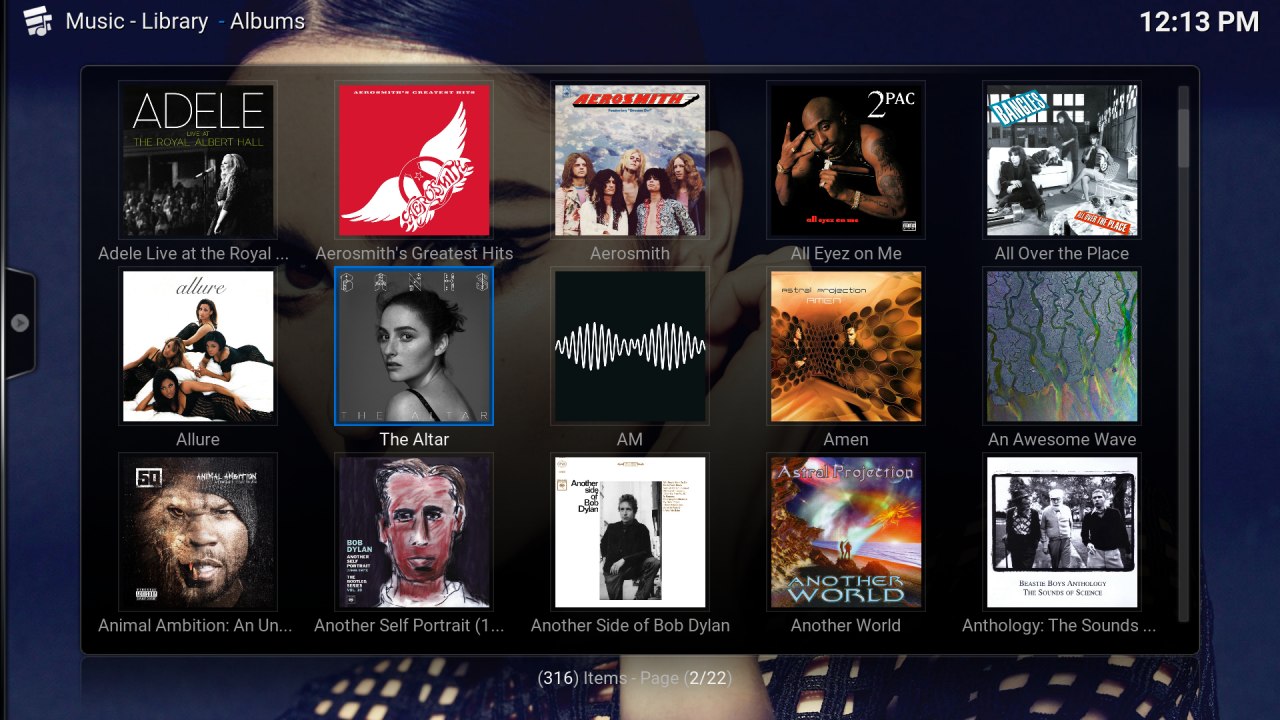 Music - Library - Albums
12:13 PM
ADELE
LIVE AT
THE ROYAL ALBERT HALL
AEROSMITH'S GREATEST HITS
AEROSMITH
AEROSMITH
Featuring "Dream On"
2PAC
all eyez on me
BANGLES
ALL OVER THE PLACE
Adele Live at the Royal ...
Aerosmith's Greatest Hits
Aerosmith
All Eyez on Me
All Over the Place
allure
BANKS
THE ALTAR
Astral Projection
AMEN
Allure
The Altar
AM
Amen
An Awesome Wave
50
ANIMAL AMBITION
BOB
DYLAN
ANOTHER
SELF
PORTRAIT
THE
BOOTLEG
SERIES
VOL. 10
Another
side
of
Bob
Dylan
Astral Projection
ANOTHER
WORLD
BEASTIE BOYS ANTHOLOGY
THE SOUNDS OF SCIENCE
Animal Ambition: An Un...
Another Self Portrait (1...
Another Side of Bob Dylan
Another World
Anthology: The Sounds ...
(316) Items - Page (2/22)